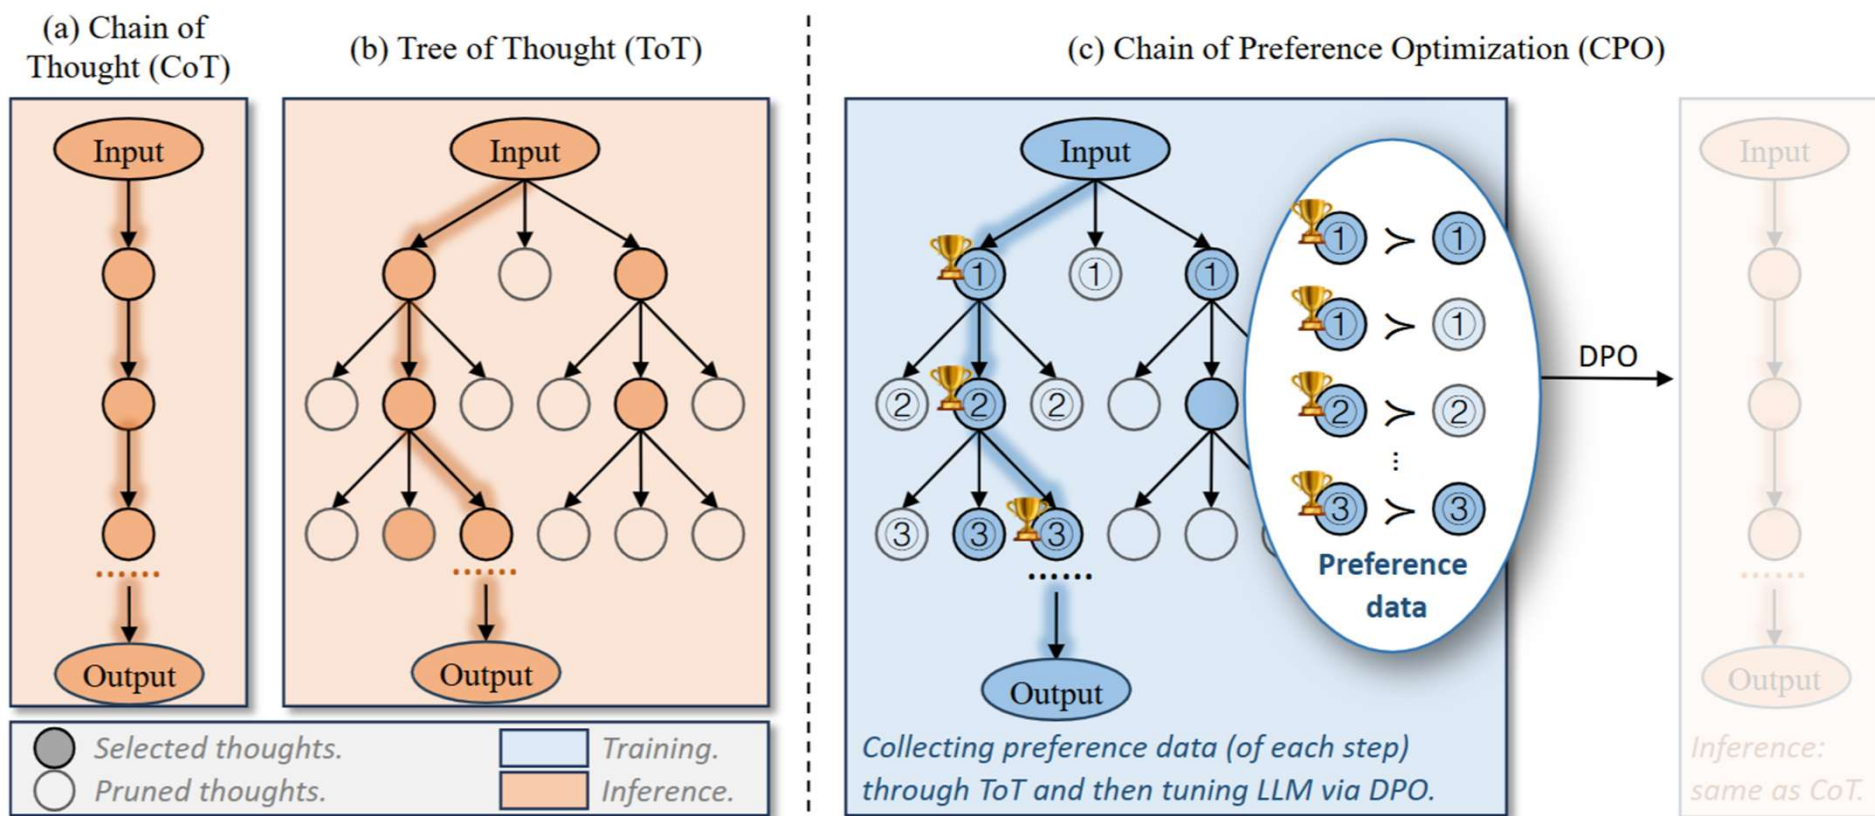 (a) Chain of
Thought (CoT)
(b) Tree of Thought (ToT)
(c) Chain of Preference Optimization (CPO)
Input
Output
Input
Output
Input
1
1
1
2
2
2
3
3
3
Output
1 ≻ 1
1 ≻ 1
2 ≻ 2
⋮
3 ≻ 3
Preference
data
Collecting preference data (of each step)
through ToT and then tuning LLM via DPO.
DPO
Input
Output
Inference:
same as CoT.
Selected thoughts.
Pruned thoughts.
Training.
Inference.